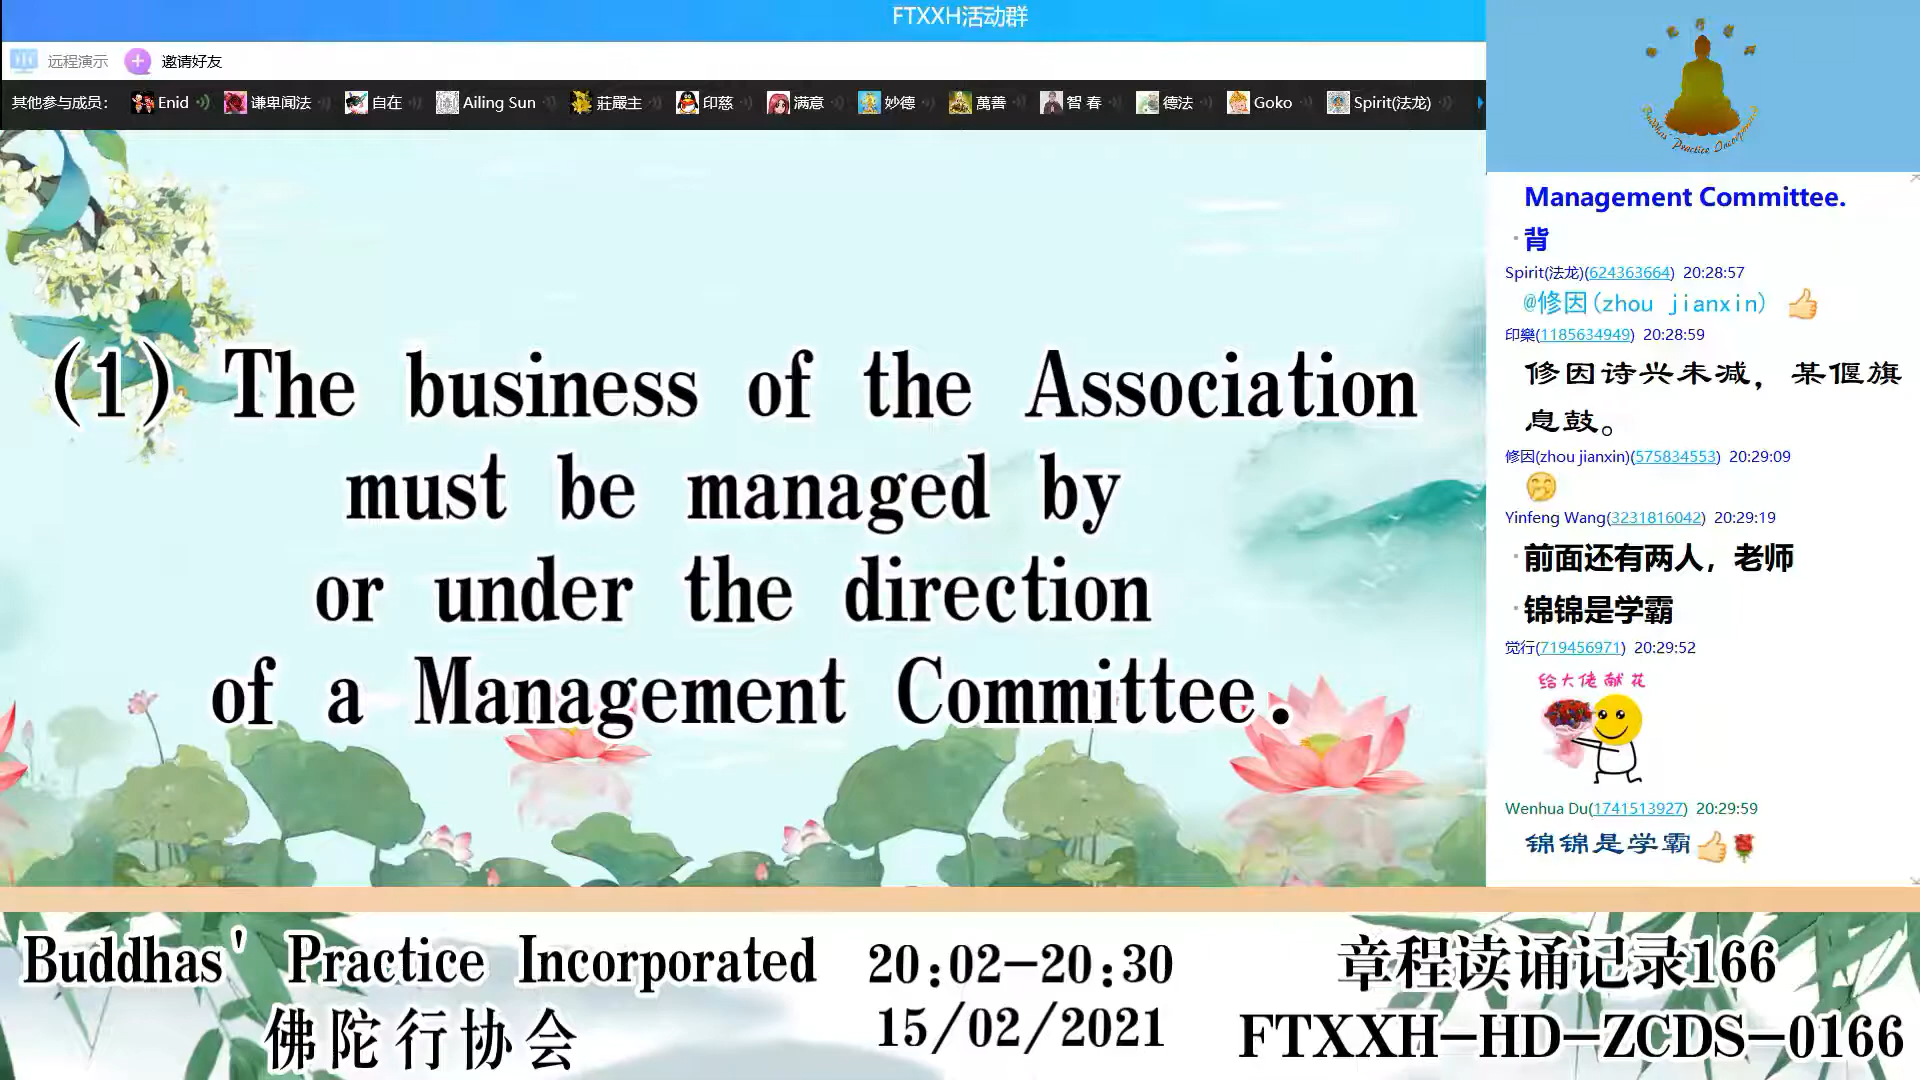 FTXXH活动群
远程演示 邀请好友
其他参与成员: Enid 谦卑闻法 自在 Ailing Sun 莊嚴主 印慈 满意 妙德 萬善 智 春 德法 Goko Spirit(法龙)
(1) The business of the Association
must be managed by
or under the direction
of a Management Committee.
Buddhas' Practice Incorporated
Management Committee.
背
Spirit(法龙)(624363664) 20:28:57
@修因(zhou jianxin)
印樂(1185634949) 20:28:59
修因诗兴未减，某偃旗
息鼓。
修因(zhou jianxin)(575834553) 20:29:09
Yinfeng Wang(3231816042) 20:29:19
前面还有两人，老师
锦锦是学霸
觉行(719456971) 20:29:52
给大佬献花
Wenhua Du(1741513927) 20:29:59
锦锦是学霸
Buddhas' Practice Incorporated
佛陀行协会
20:02-20:30
15/02/2021
章程读诵记录166
FTXXH-HD-ZCDS-0166